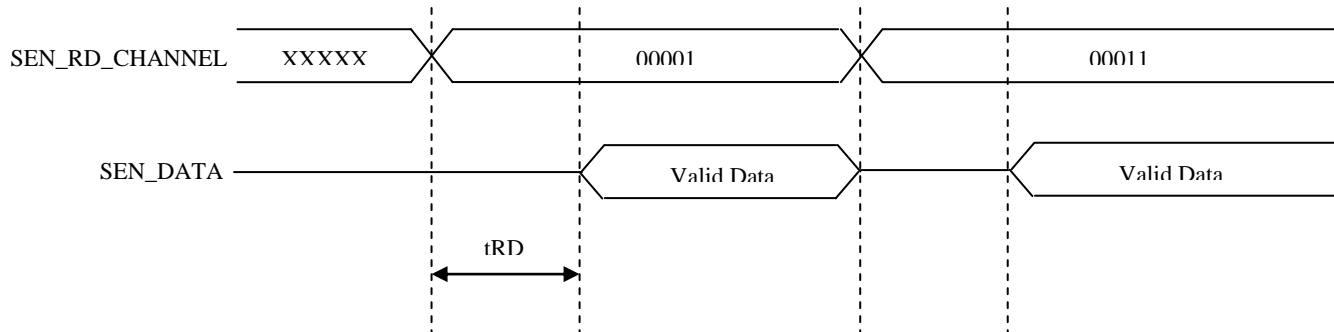 SEN_RD_CHANNEL XXXXX 00001 00011
SEN_DATA Valid Data Valid Data
tRD